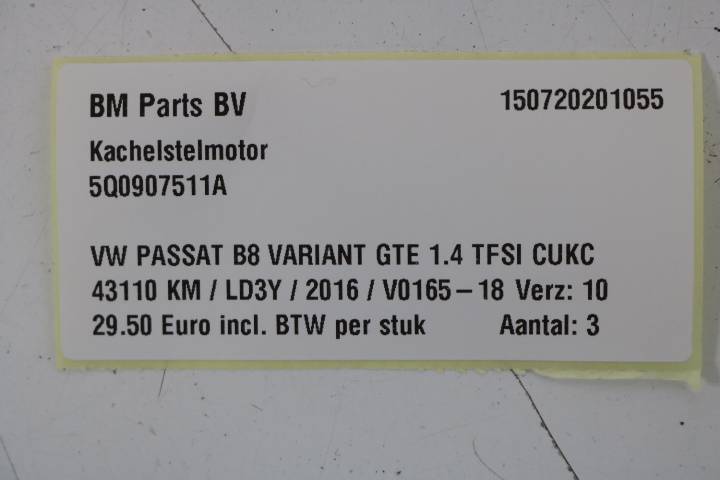 BM Parts BV 150720201055
Kachelstelmotor
5Q0907511A
VW PASSAT B8 VARIANT GTE 1.4 TFSI CUKC
43110 KM / LD3Y / 2016 / V0165-18 Verz: 10
29.50 Euro incl. BTW per stuk Aantal: 3